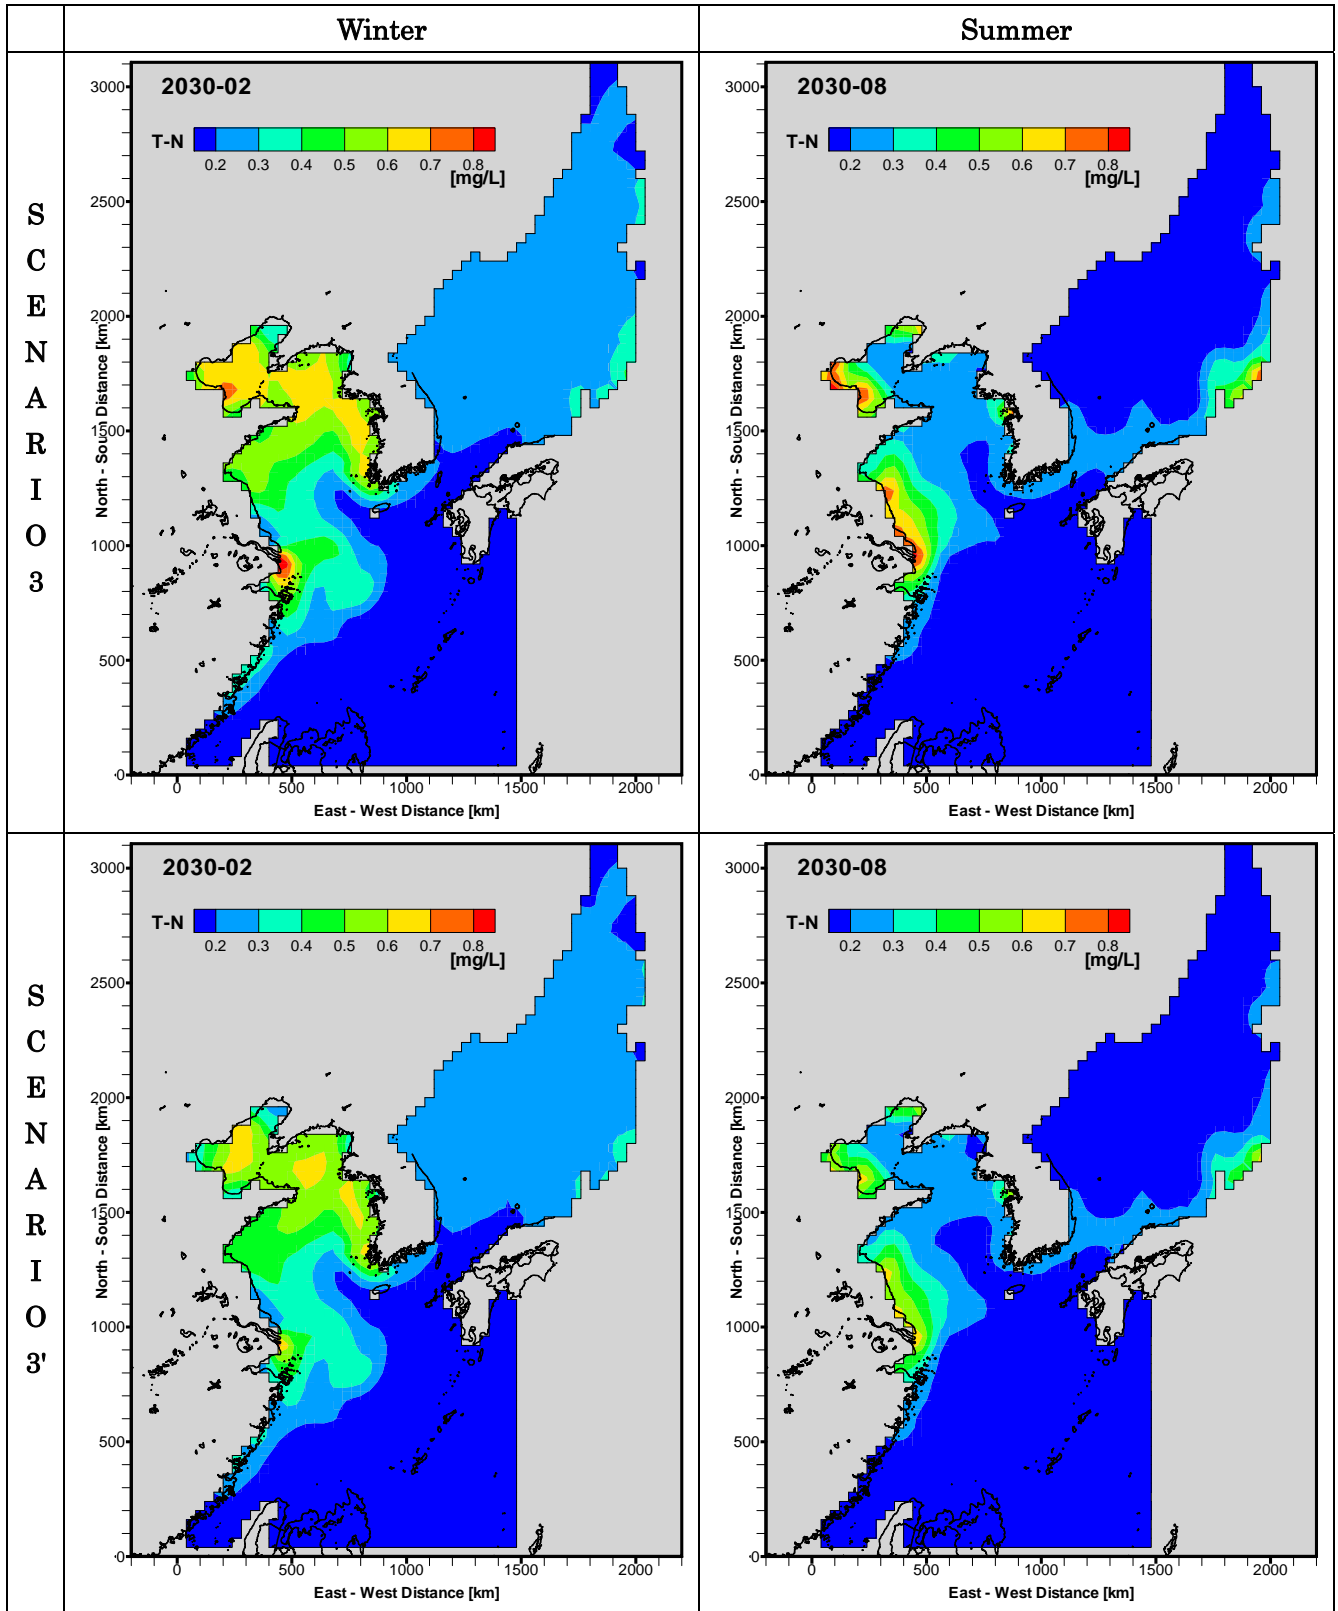 Winter
Summer
SCENARIO 3
2030-02
T-N
0.2 0.3 0.4 0.5 0.6 0.7 0.8
[mg/L]
North - South Distance [km]
3000
2500
2000
1500
1000
500
0
0 500 1000 1500 2000
East - West Distance [km]
2030-08
T-N
0.2 0.3 0.4 0.5 0.6 0.7 0.8
[mg/L]
North - South Distance [km]
3000
2500
2000
1500
1000
500
0
0 500 1000 1500 2000
East - West Distance [km]
SCENARIO 3'
2030-02
T-N
0.2 0.3 0.4 0.5 0.6 0.7 0.8
[mg/L]
North - South Distance [km]
3000
2500
2000
1500
1000
500
0
0 500 1000 1500 2000
East - West Distance [km]
2030-08
T-N
0.2 0.3 0.4 0.5 0.6 0.7 0.8
[mg/L]
North - South Distance [km]
3000
2500
2000
1500
1000
500
0
0 500 1000 1500 2000
East - West Distance [km]